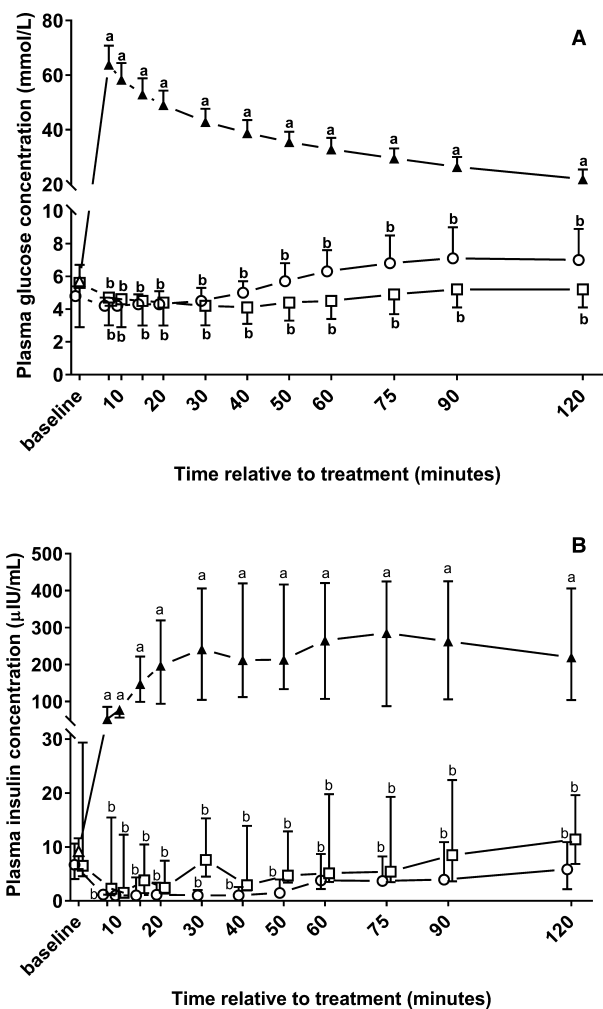 A
Plasma glucose concentration (mmol/L)
80
60
40
20
10
8
6
4
2
0
a a a a a a a a a a a
b b b b b b b b b b b
b b b b b b b b b b b
baseline 10 20 30 40 50 60 75 90 120
Time relative to treatment (minutes)
B
Plasma insulin concentration (µIU/mL)
500
400
300
200
100
30
20
10
0
a a a a a a a a a a a
b b b b b b b b b b b
b b b b b b b b b
baseline 10 20 30 40 50 60 75 90 120
Time relative to treatment (minutes)